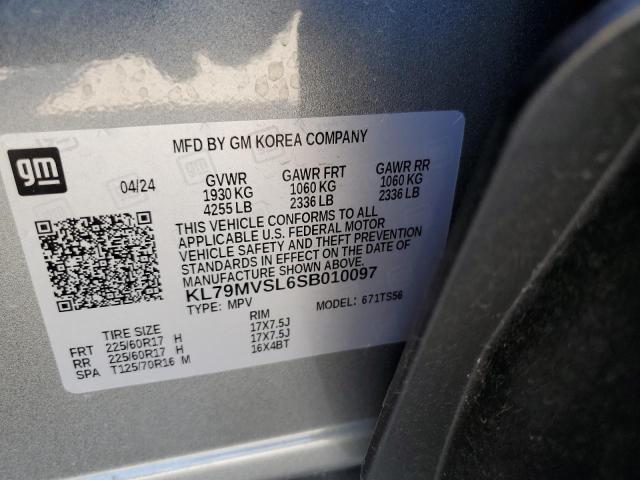 MFD BY GM KOREA COMPANY
gm
04/24 GVWR GAWR FRT GAWR RR
1930 KG 1060 KG 1060 KG
4255 LB 2336 LB 2336 LB
THIS VEHICLE CONFORMS TO ALL
APPLICABLE U.S. FEDERAL MOTOR
VEHICLE SAFETY AND THEFT PREVENTION
STANDARDS IN EFFECT ON THE DATE OF
MANUFACTURE SHOWN ABOVE.
KL79MVSL6SB010097
TYPE: MPV MODEL: 671TS56
TIRE SIZE RIM
FRT 225/60R17 H 17X7.5J
RR 225/60R17 H 17X7.5J
SPA T125/70R16 M 16X4BT